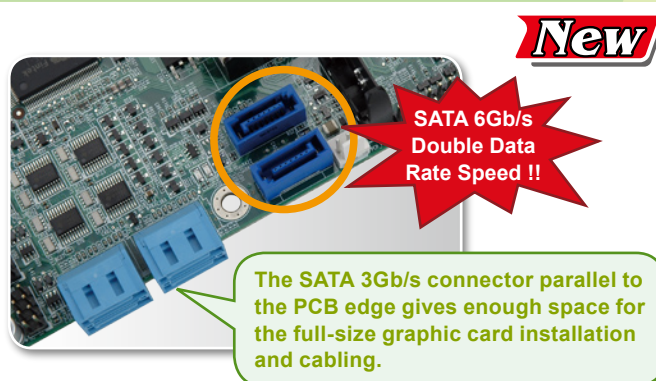 New
SATA 6Gb/s
Double Data
Rate Speed !!
The SATA 3Gb/s connector parallel to
the PCB edge gives enough space for
the full-size graphic card installation
and cabling.